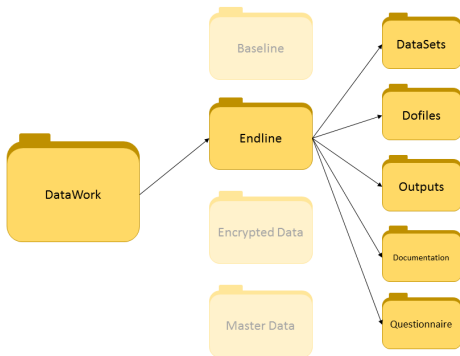 DataWork
Baseline
Endline
Encrypted Data
Master Data
DataSets
Dofiles
Outputs
Documentation
Questionnaire